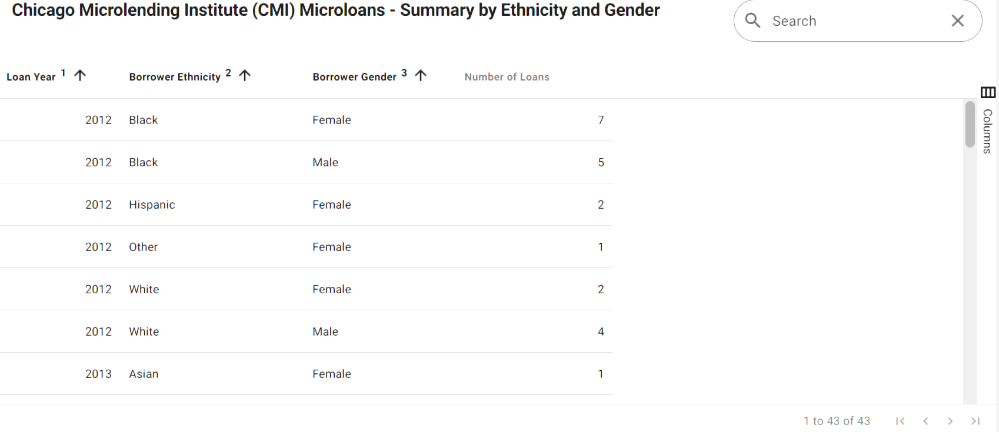 Chicago Microlending Institute (CMI) Microloans - Summary by Ethnicity and Gender
Search
Loan Year 1 Borrower Ethnicity 2 Borrower Gender 3 Number of Loans
2012 Black Female 7
2012 Black Male 5
2012 Hispanic Female 2
2012 Other Female 1
2012 White Female 2
2012 White Male 4
2013 Asian Female 1
Columns
1 to 43 of 43